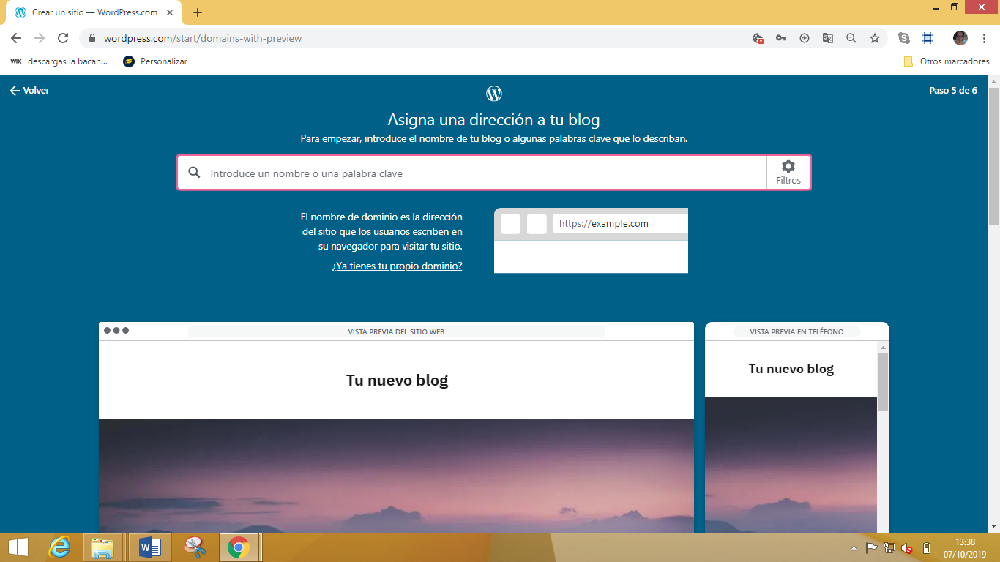 Crear un sitio — WordPress.com
wordpress.com/start/domains-with-preview
WIX descargas la bacan... Personalizar Otros marcadores
Volver
Paso 5 de 6
Asigna una dirección a tu blog
Para empezar, introduce el nombre de tu blog o algunas palabras clave que lo describan.
Introduce un nombre o una palabra clave
Filtros
El nombre de dominio es la dirección
del sitio que los usuarios escriben en
su navegador para visitar tu sitio.
¿Ya tienes tu propio dominio?
https://example.com
VISTA PREVIA DEL SITIO WEB
Tu nuevo blog
VISTA PREVIA EN TELÉFONO
Tu nuevo blog
13:38
07/10/2019